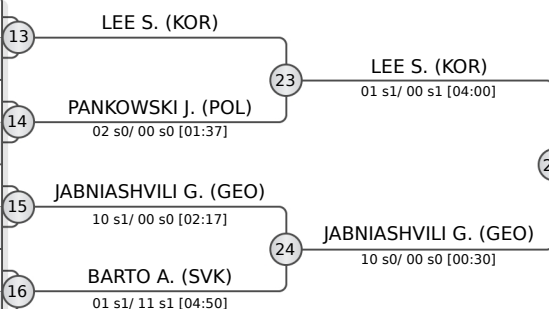 LEE S. (KOR)
13
23
LEE S. (KOR)
01 s1/ 00 s1 [04:00]
PANKOWSKI J. (POL)
14
02 s0/ 00 s0 [01:37]
JABNIASHVILI G. (GEO)
15
10 s1/ 00 s0 [02:17]
24
JABNIASHVILI G. (GEO)
10 s0/ 00 s0 [00:30]
BARTO A. (SVK)
16
01 s1/ 11 s1 [04:50]